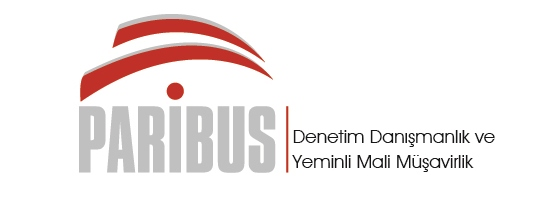 PARİBUS
Denetim Danışmanlık ve
Yeminli Mali Müşavirlik